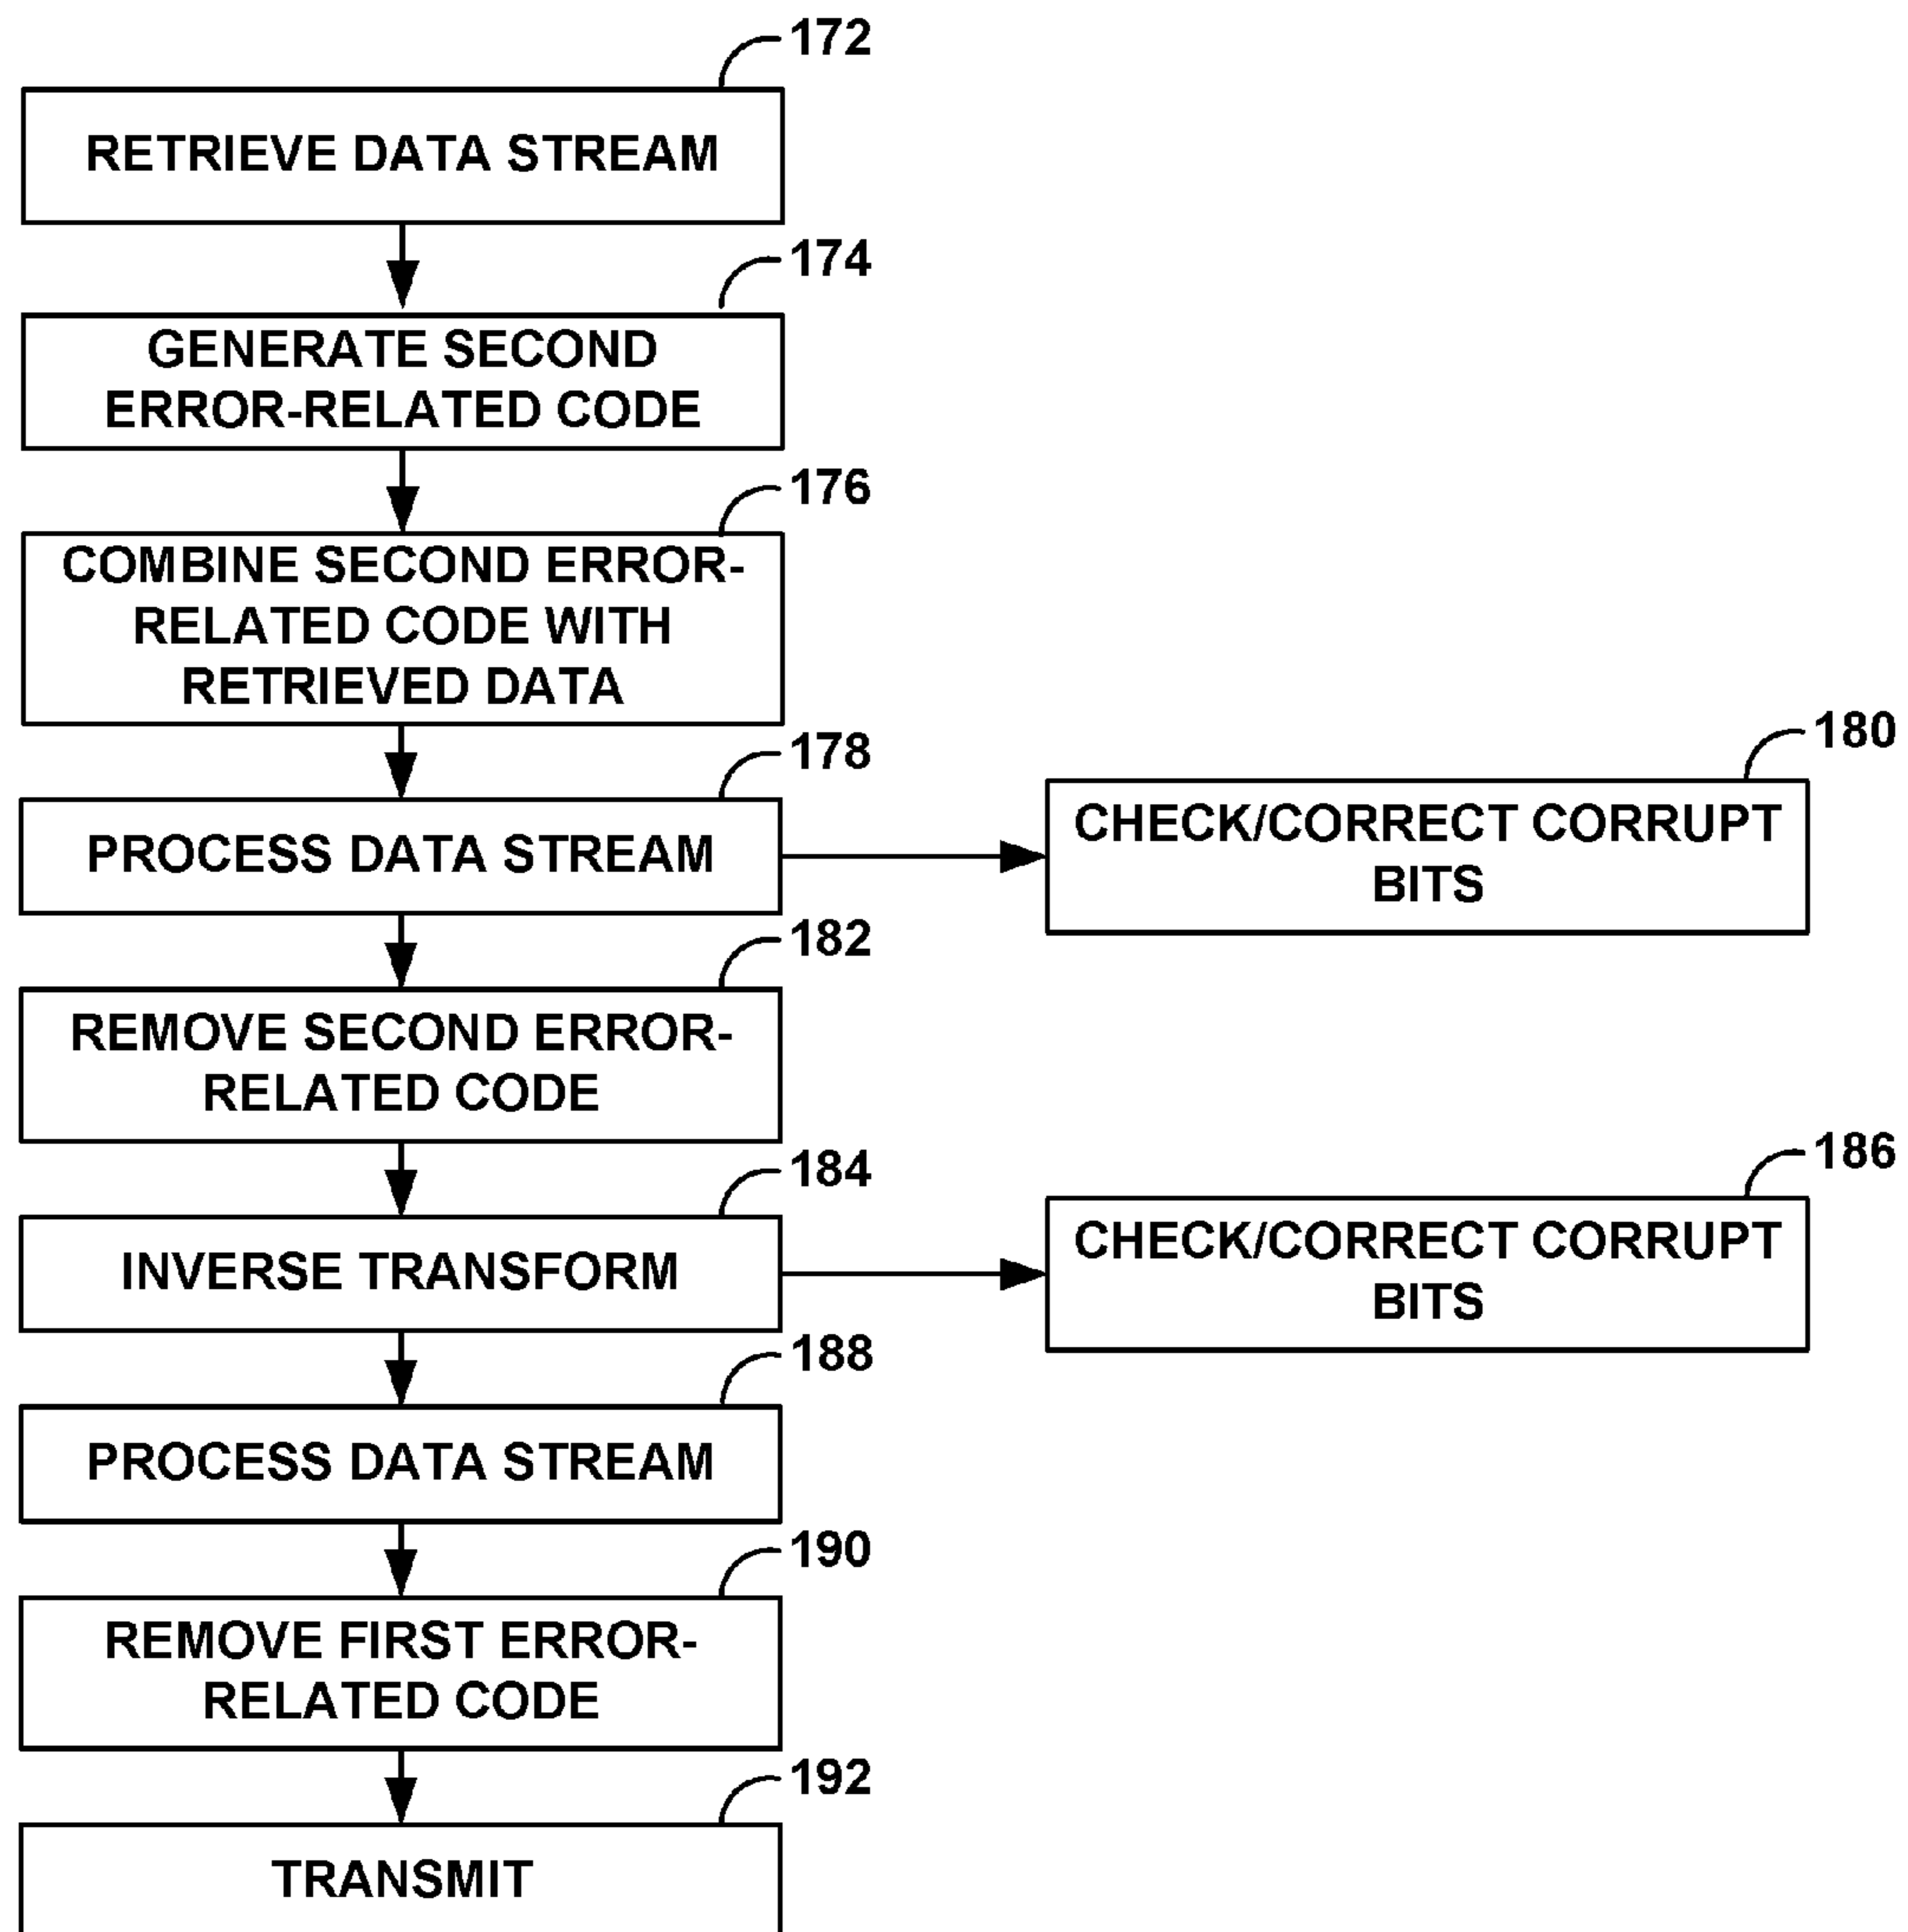 172
RETRIEVE DATA STREAM
174
GENERATE SECOND
ERROR-RELATED CODE
176
COMBINE SECOND ERROR-
RELATED CODE WITH
RETRIEVED DATA
178
PROCESS DATA STREAM
180
CHECK/CORRECT CORRUPT
BITS
182
REMOVE SECOND ERROR-
RELATED CODE
184
INVERSE TRANSFORM
186
CHECK/CORRECT CORRUPT
BITS
188
PROCESS DATA STREAM
190
REMOVE FIRST ERROR-
RELATED CODE
192
TRANSMIT